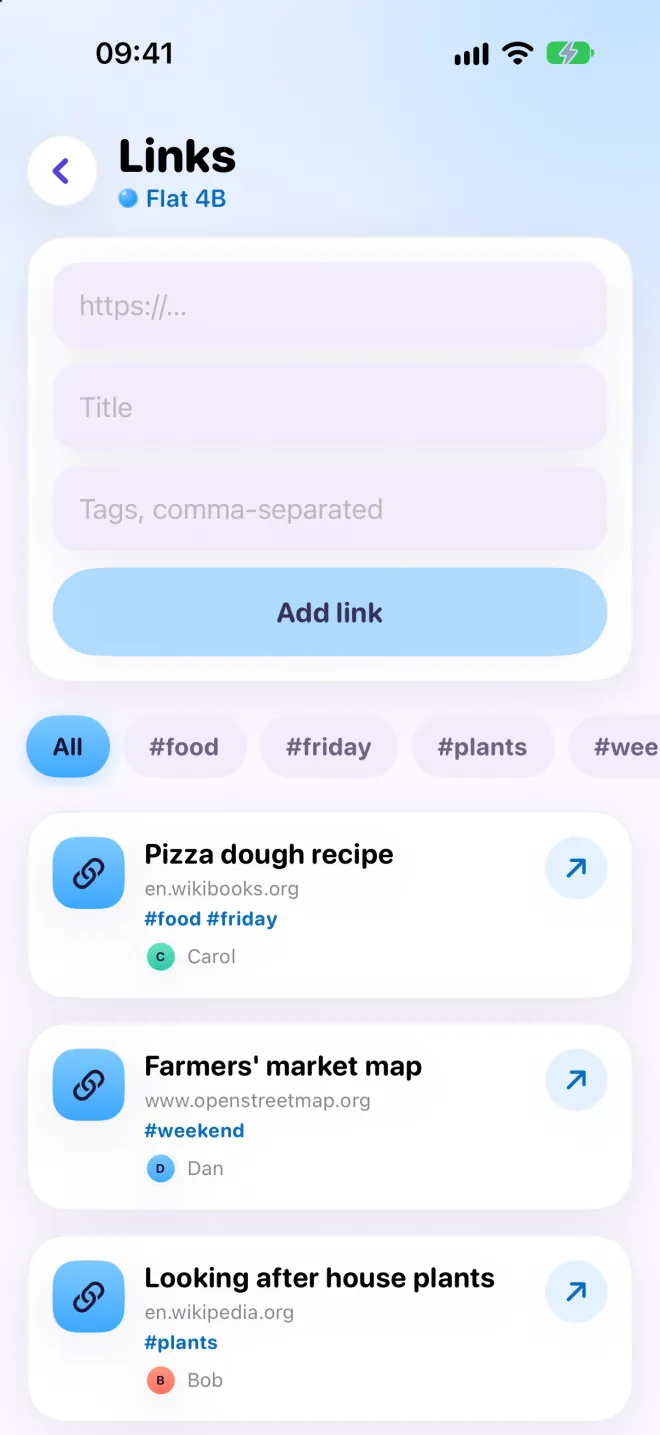 09:41
Links
Flat 4B
https://...
Title
Tags, comma-separated
Add link
All #food #friday #plants #wee
Pizza dough recipe
en.wikibooks.org
#food #friday
C Carol
Farmers' market map
www.openstreetmap.org
#weekend
D Dan
Looking after house plants
en.wikipedia.org
#plants
B Bob